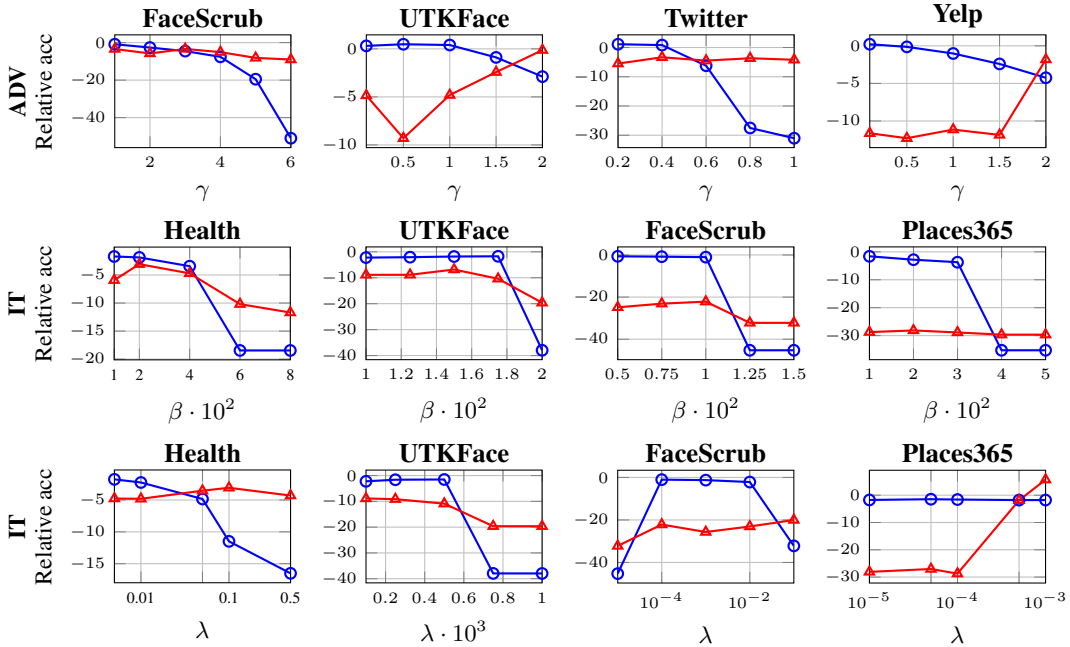 FaceScrub UTKFace Twitter Yelp
ADV
Relative acc
0 −20 −40
2 4 6
γ
0 −5 −10
0.5 1 1.5 2
γ
0 −10 −20 −30
0.2 0.4 0.6 0.8 1
γ
0 −5 −10
0.5 1 1.5 2
γ
Health UTKFace FaceScrub Places365
IT
Relative acc
−5 −10 −15 −20
1 2 4 6 8
β · 10²
0 −10 −20 −30 −40
1 1.2 1.4 1.6 1.8 2
β · 10²
0 −20 −40
0.5 0.75 1 1.25 1.5
β · 10²
0 −10 −20 −30
1 2 3 4 5
β · 10²
Health UTKFace FaceScrub Places365
IT
Relative acc
−5 −10 −15
0.01 0.1 0.5
λ
0 −10 −20 −30 −40
0.2 0.4 0.6 0.8 1
λ · 10³
0 −20 −40
10⁻⁴ 10⁻²
λ
0 −10 −20 −30
10⁻⁵ 10⁻⁴ 10⁻³
λ